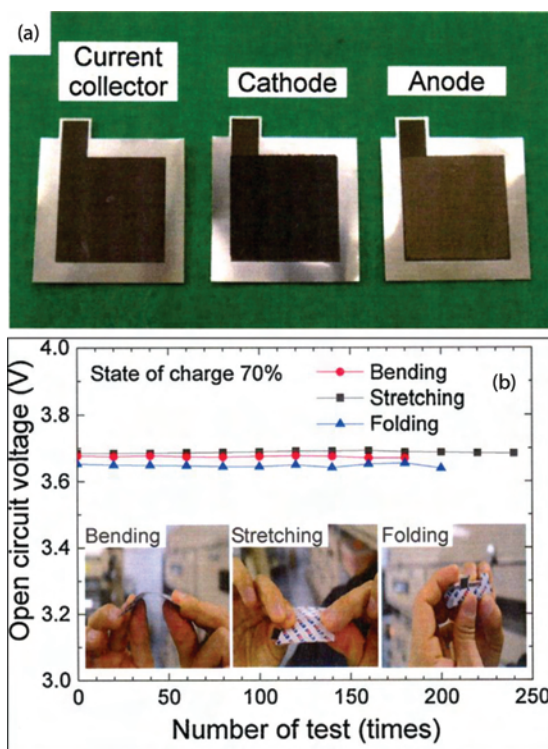 (a)
Current
collector
Cathode
Anode
4.0
3.8
3.6
3.4
3.2
3.0
Open circuit voltage (V)
State of charge 70%
Bending
Stretching
Folding
(b)
Bending
Stretching
Folding
0 50 100 150 200 240
Number of test (times)